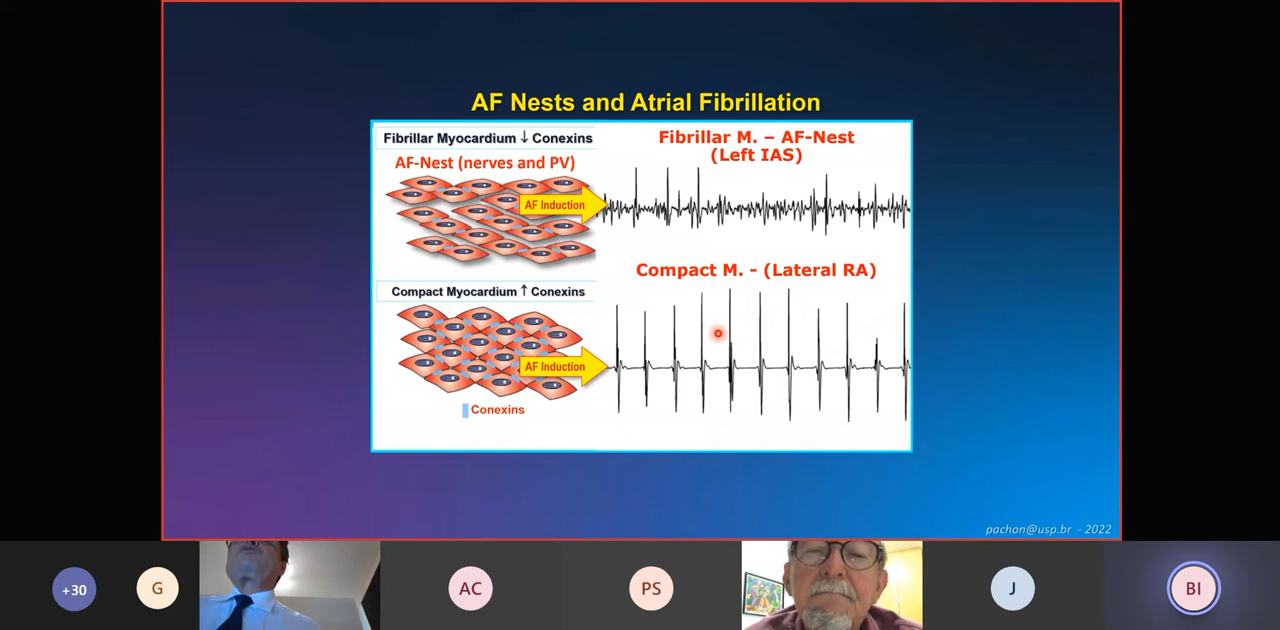 AF Nests and Atrial Fibrillation
Fibrillar Myocardium ↓ Conexins
AF-Nest (nerves and PV)
AF Induction
Fibrillar M. – AF-Nest
(Left IAS)
Compact Myocardium ↑ Conexins
AF Induction
Conexins
Compact M. - (Lateral RA)
pachon@usp.br - 2022
+30
G
AC
PS
J
BI